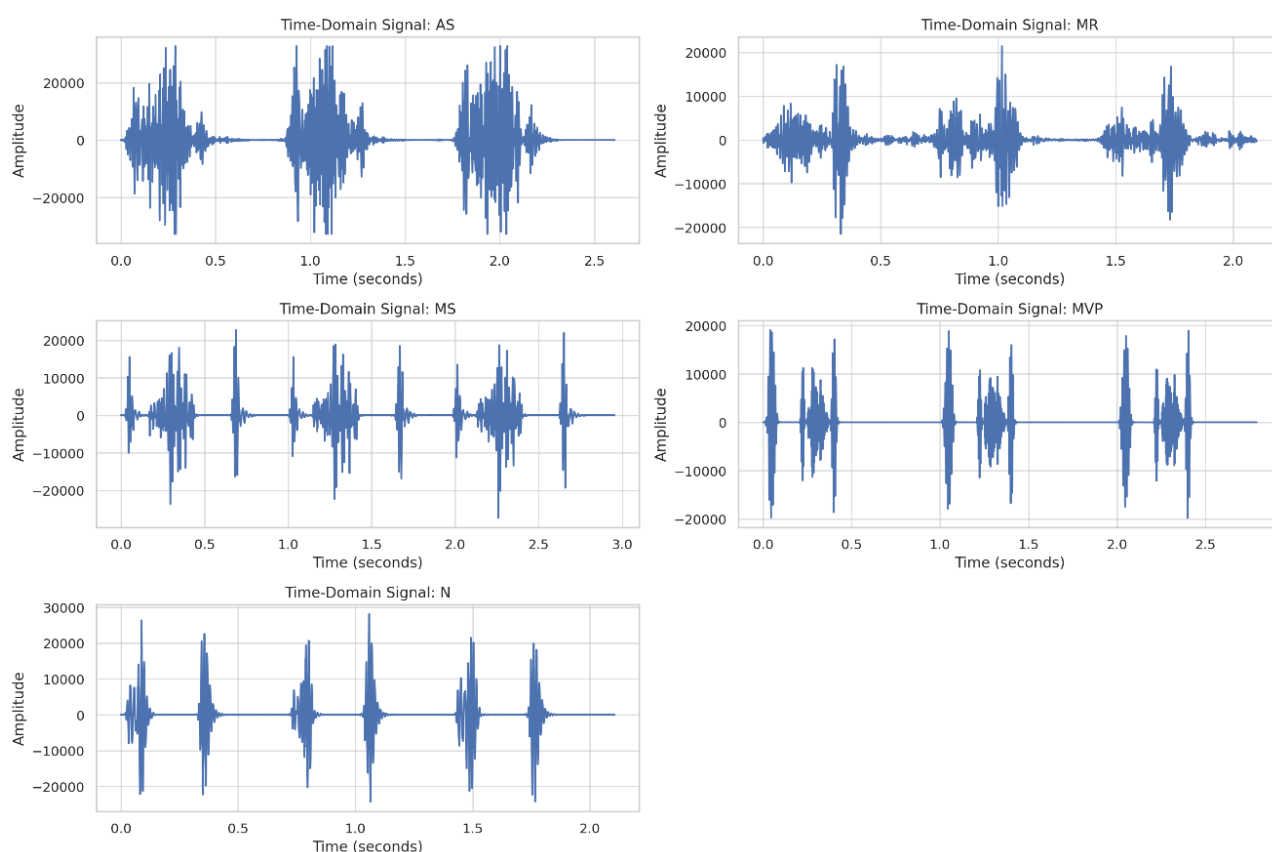 Time-Domain Signal: AS
Amplitude
20000
0
−20000
0.0 0.5 1.0 1.5 2.0 2.5
Time (seconds)
Time-Domain Signal: MR
Amplitude
20000
10000
0
−10000
−20000
0.0 0.5 1.0 1.5 2.0
Time (seconds)
Time-Domain Signal: MS
Amplitude
20000
10000
0
−10000
−20000
0.0 0.5 1.0 1.5 2.0 2.5 3.0
Time (seconds)
Time-Domain Signal: MVP
Amplitude
20000
10000
0
−10000
−20000
0.0 0.5 1.0 1.5 2.0 2.5
Time (seconds)
Time-Domain Signal: N
Amplitude
30000
20000
10000
0
−10000
−20000
0.0 0.5 1.0 1.5 2.0
Time (seconds)